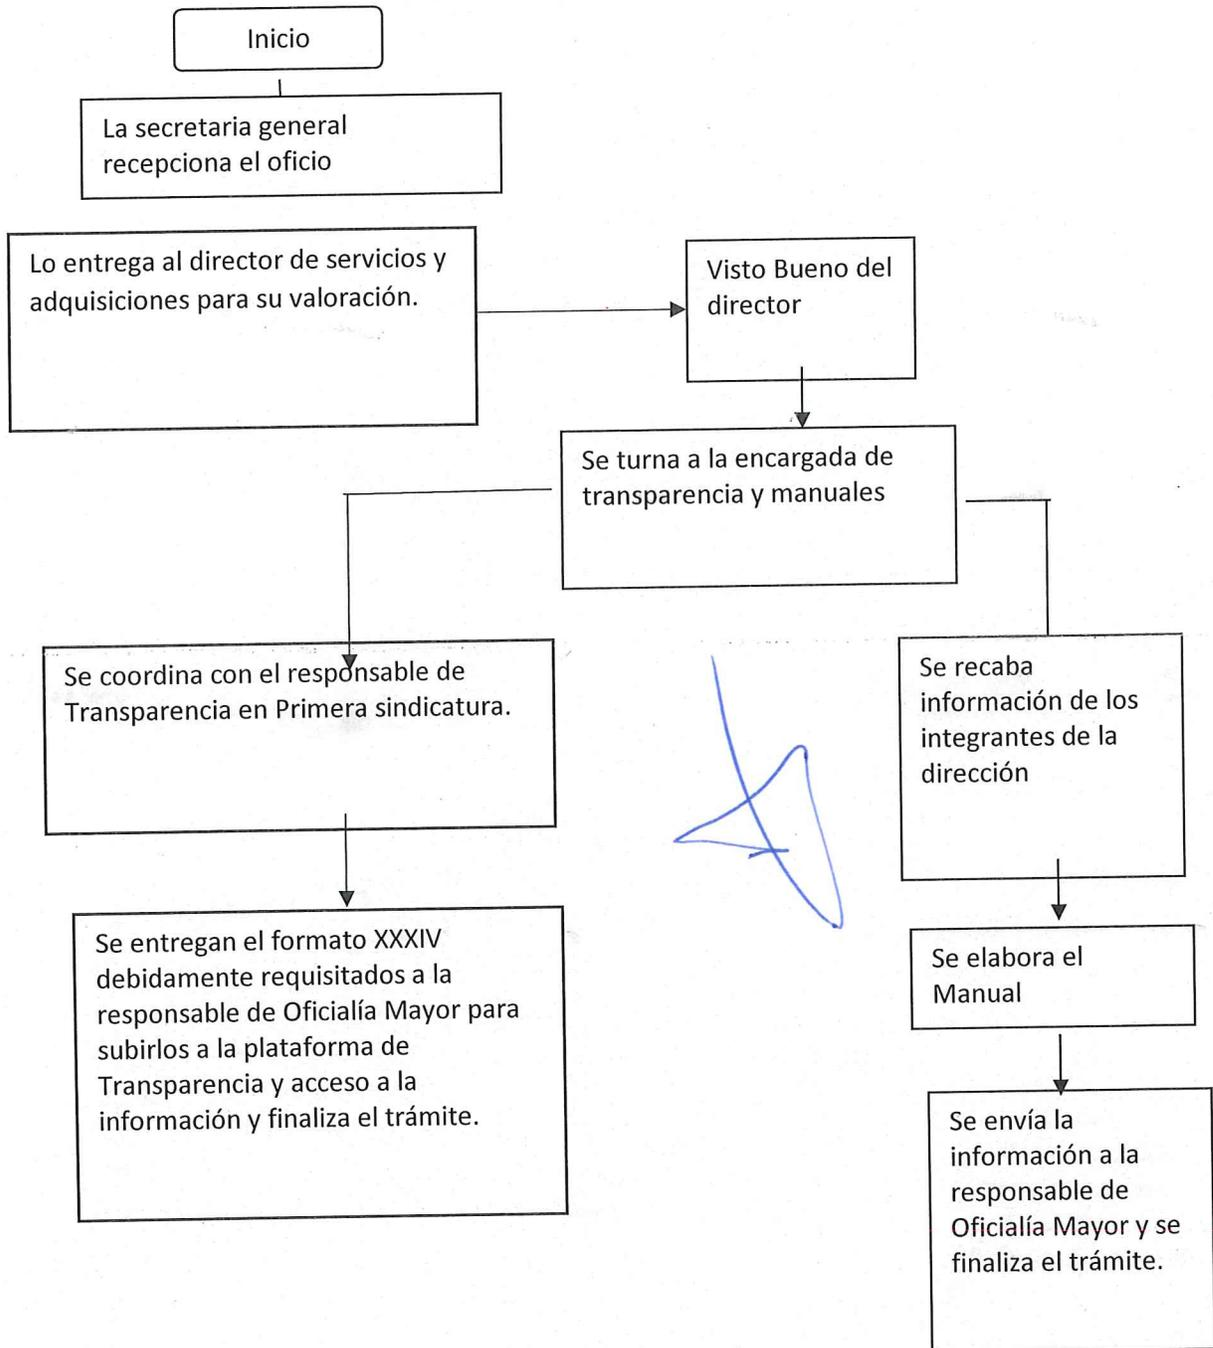 Inicio
La secretaria general
recepciona el oficio
Lo entrega al director de servicios y
adquisiciones para su valoración.
Visto Bueno del
director
Se turna a la encargada de
transparencia y manuales
Se coordina con el responsable de
Transparencia en Primera sindicatura.
Se recaba
información de los
integrantes de la
dirección
Se entregan el formato XXXIV
debidamente requisitados a la
responsable de Oficialía Mayor para
subirlos a la plataforma de
Transparencia y acceso a la
información y finaliza el trámite.
Se elabora el
Manual
Se envía la
información a la
responsable de
Oficialía Mayor y se
finaliza el trámite.